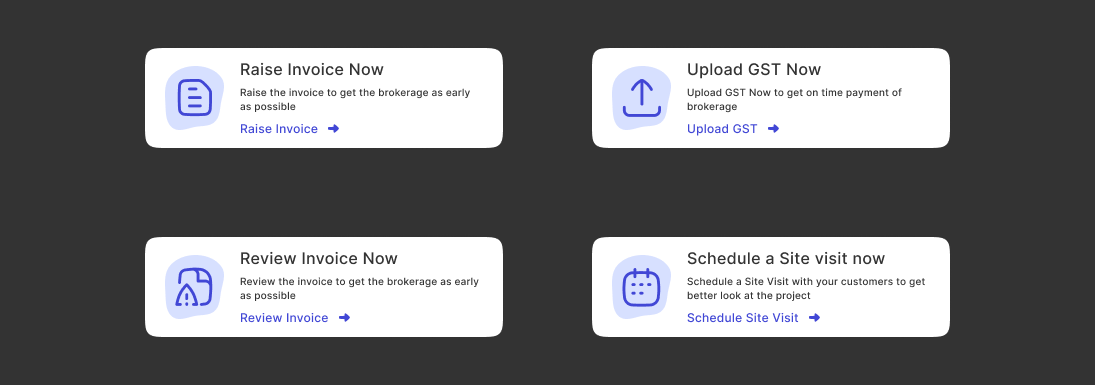 Raise Invoice Now
Raise the invoice to get the brokerage as early
as possible
Raise Invoice
Upload GST Now
Upload GST Now to get on time payment of
brokerage
Upload GST
Review Invoice Now
Review the invoice to get the brokerage as early
as possible
Review Invoice
Schedule a Site visit now
Schedule a Site Visit with your customers to get
better look at the project
Schedule Site Visit